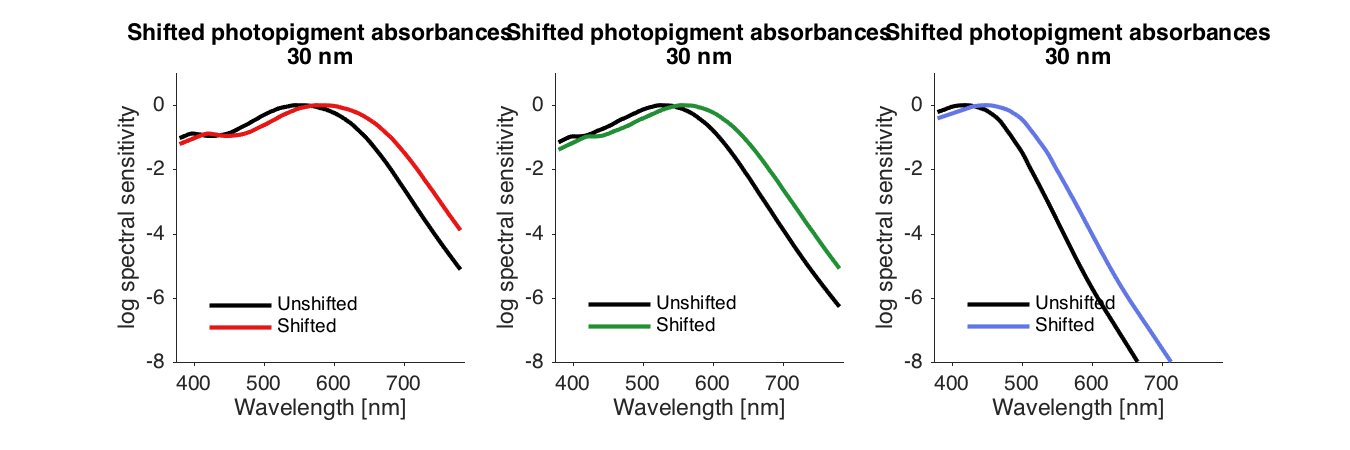 Shifted photopigment absorbances
30 nm
log spectral sensitivity
0
-2
-4
-6
-8
Unshifted
Shifted
400 500 600 700
Wavelength [nm]
Shifted photopigment absorbances
30 nm
log spectral sensitivity
0
-2
-4
-6
-8
Unshifted
Shifted
400 500 600 700
Wavelength [nm]
Shifted photopigment absorbances
30 nm
log spectral sensitivity
0
-2
-4
-6
-8
Unshifted
Shifted
400 500 600 700
Wavelength [nm]